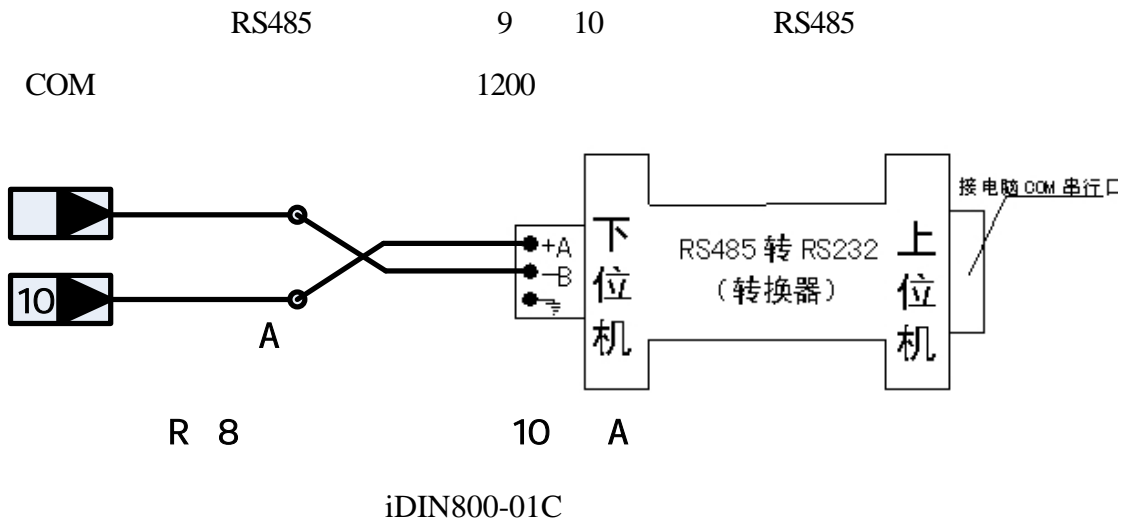 RS485 9 10 RS485
COM 1200
接电脑COM串行口
+A
-B
下位机
RS485转RS232
(转换器)
上位机
10
A
R 8 10 A
iDIN800-01C